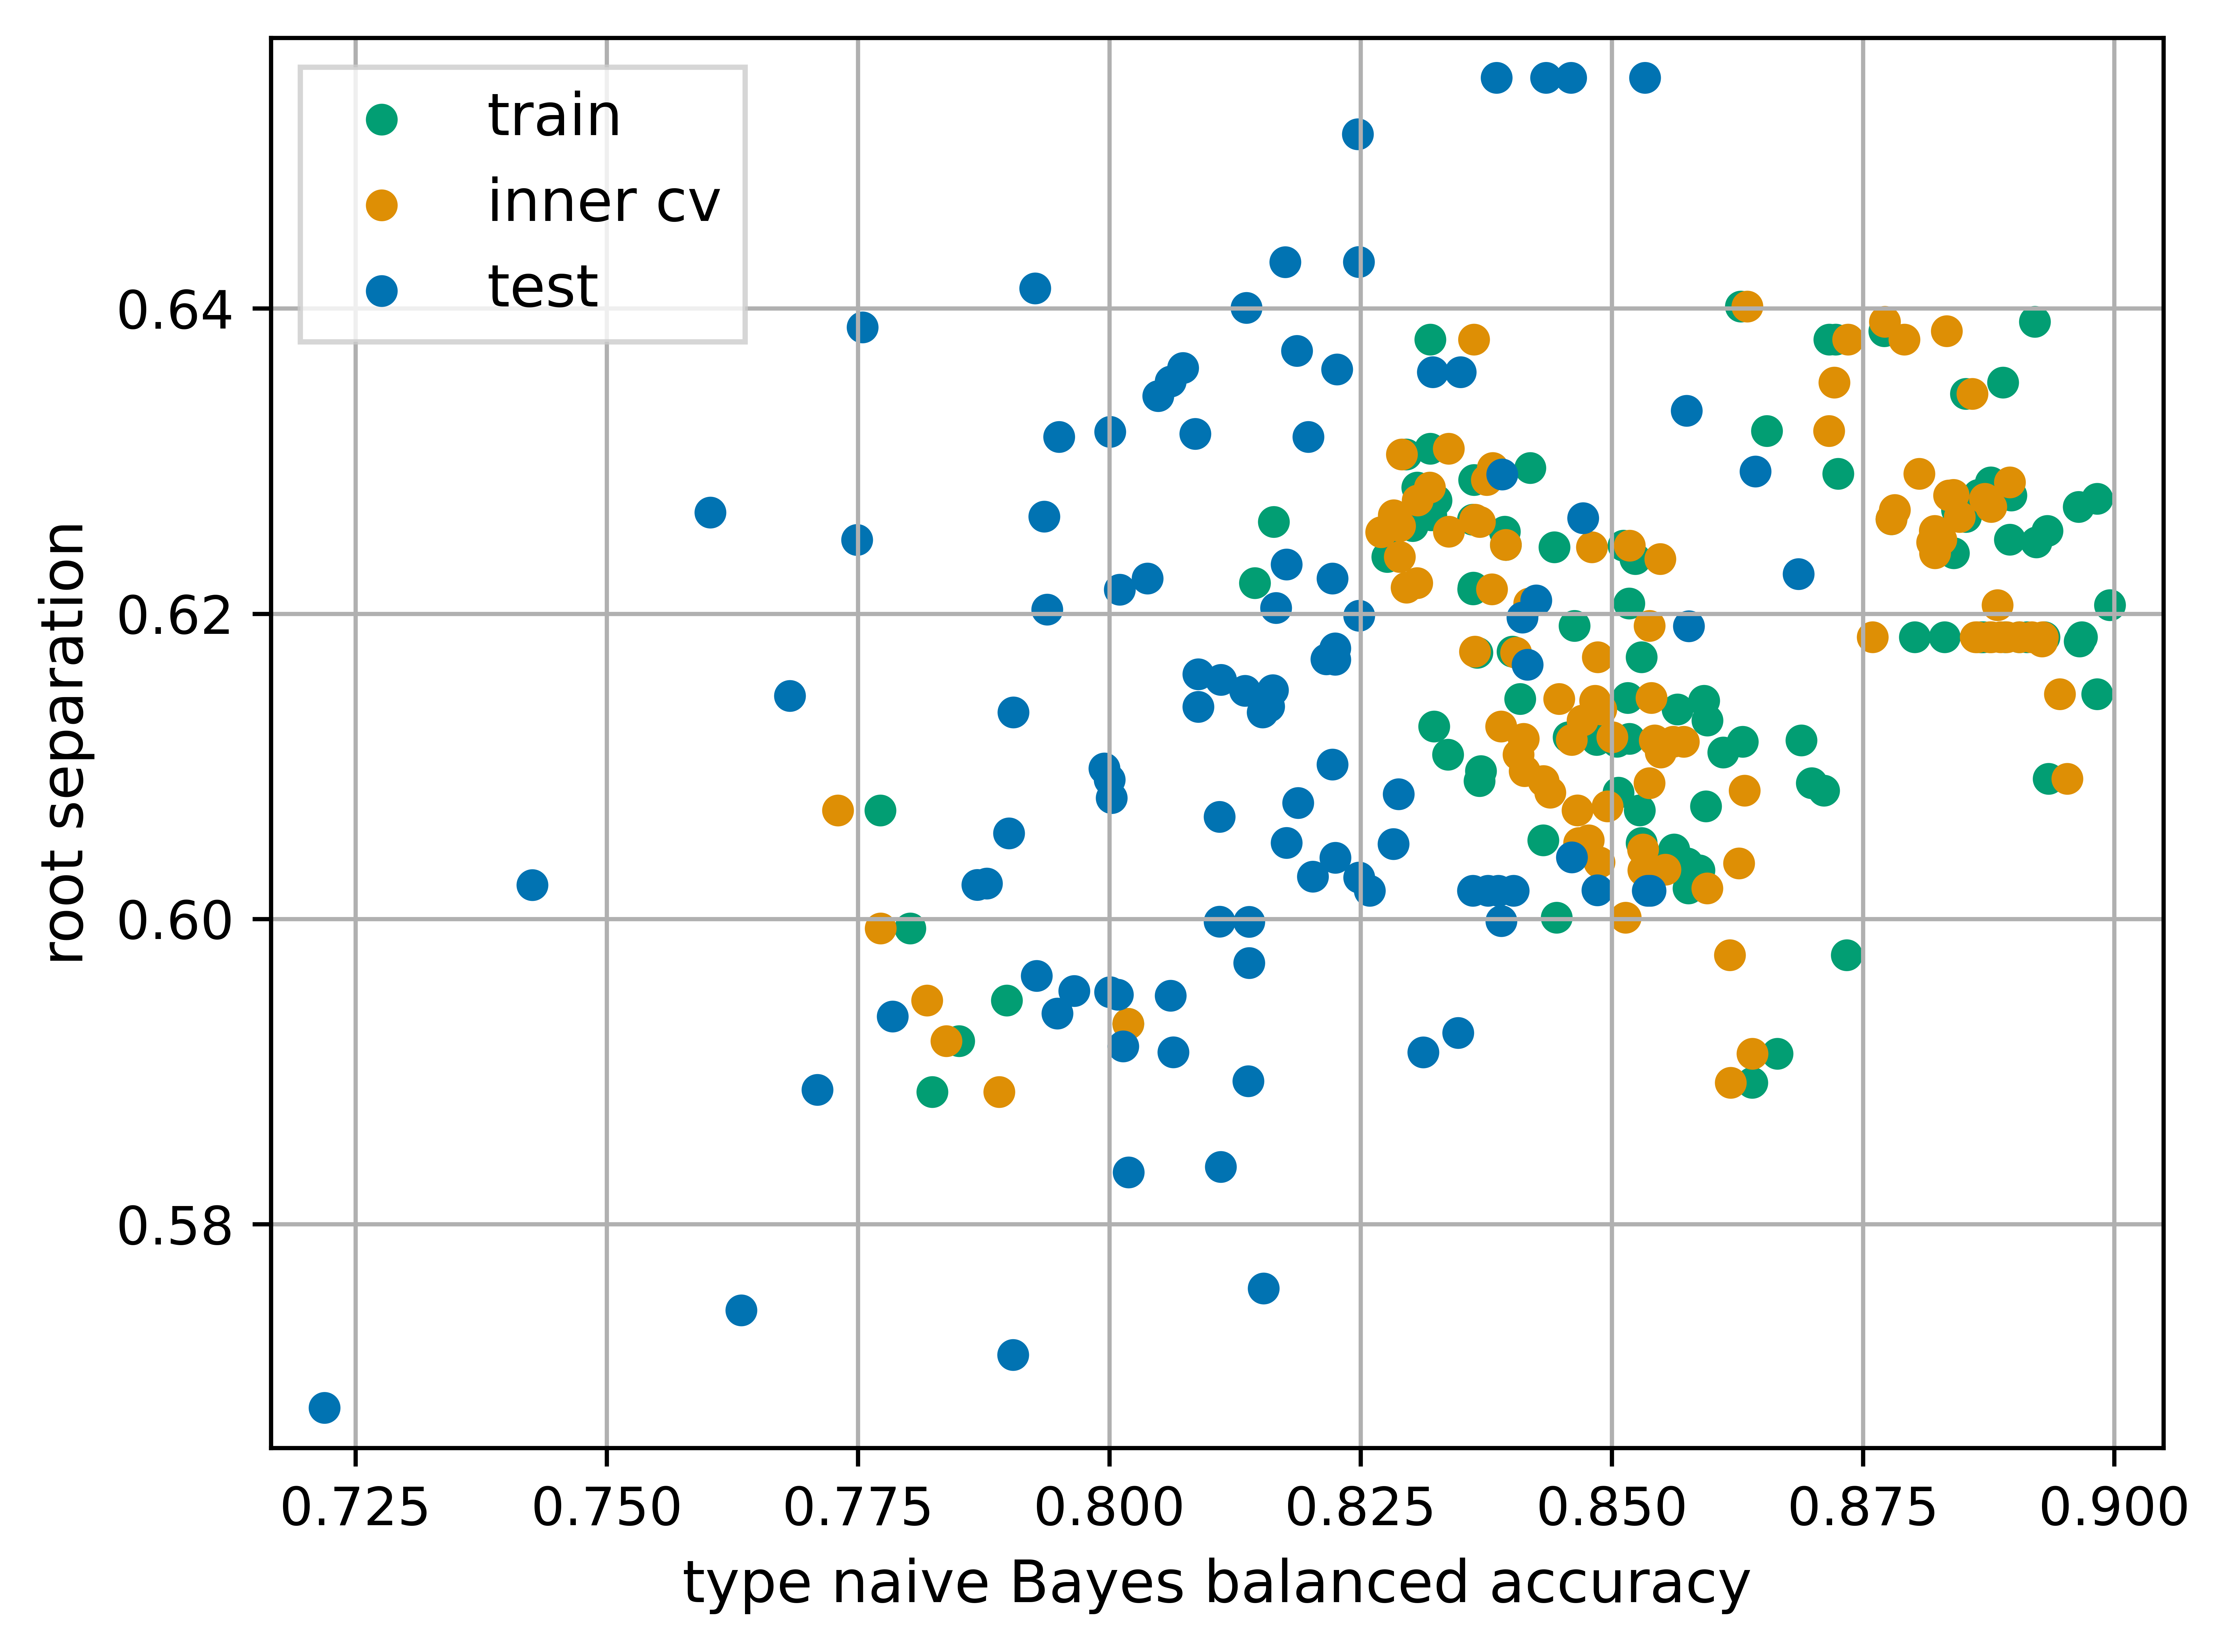 train
inner cv
test
0.64
0.62
0.60
0.58
root separation
0.725 0.750 0.775 0.800 0.825 0.850 0.875 0.900
type naive Bayes balanced accuracy